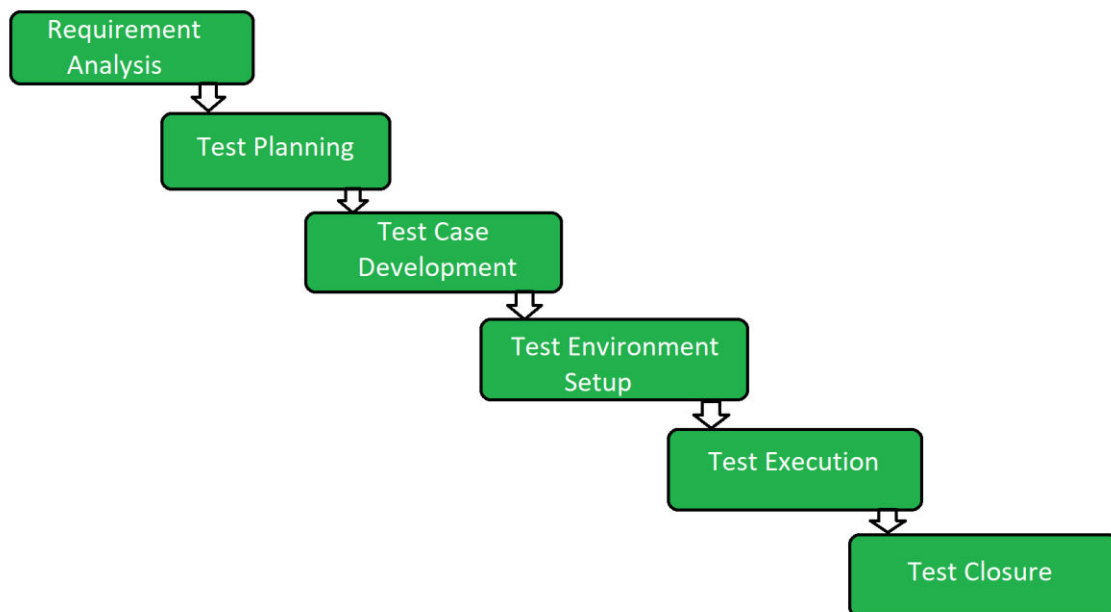 Requirement
Analysis
Test Planning
Test Case
Development
Test Environment
Setup
Test Execution
Test Closure